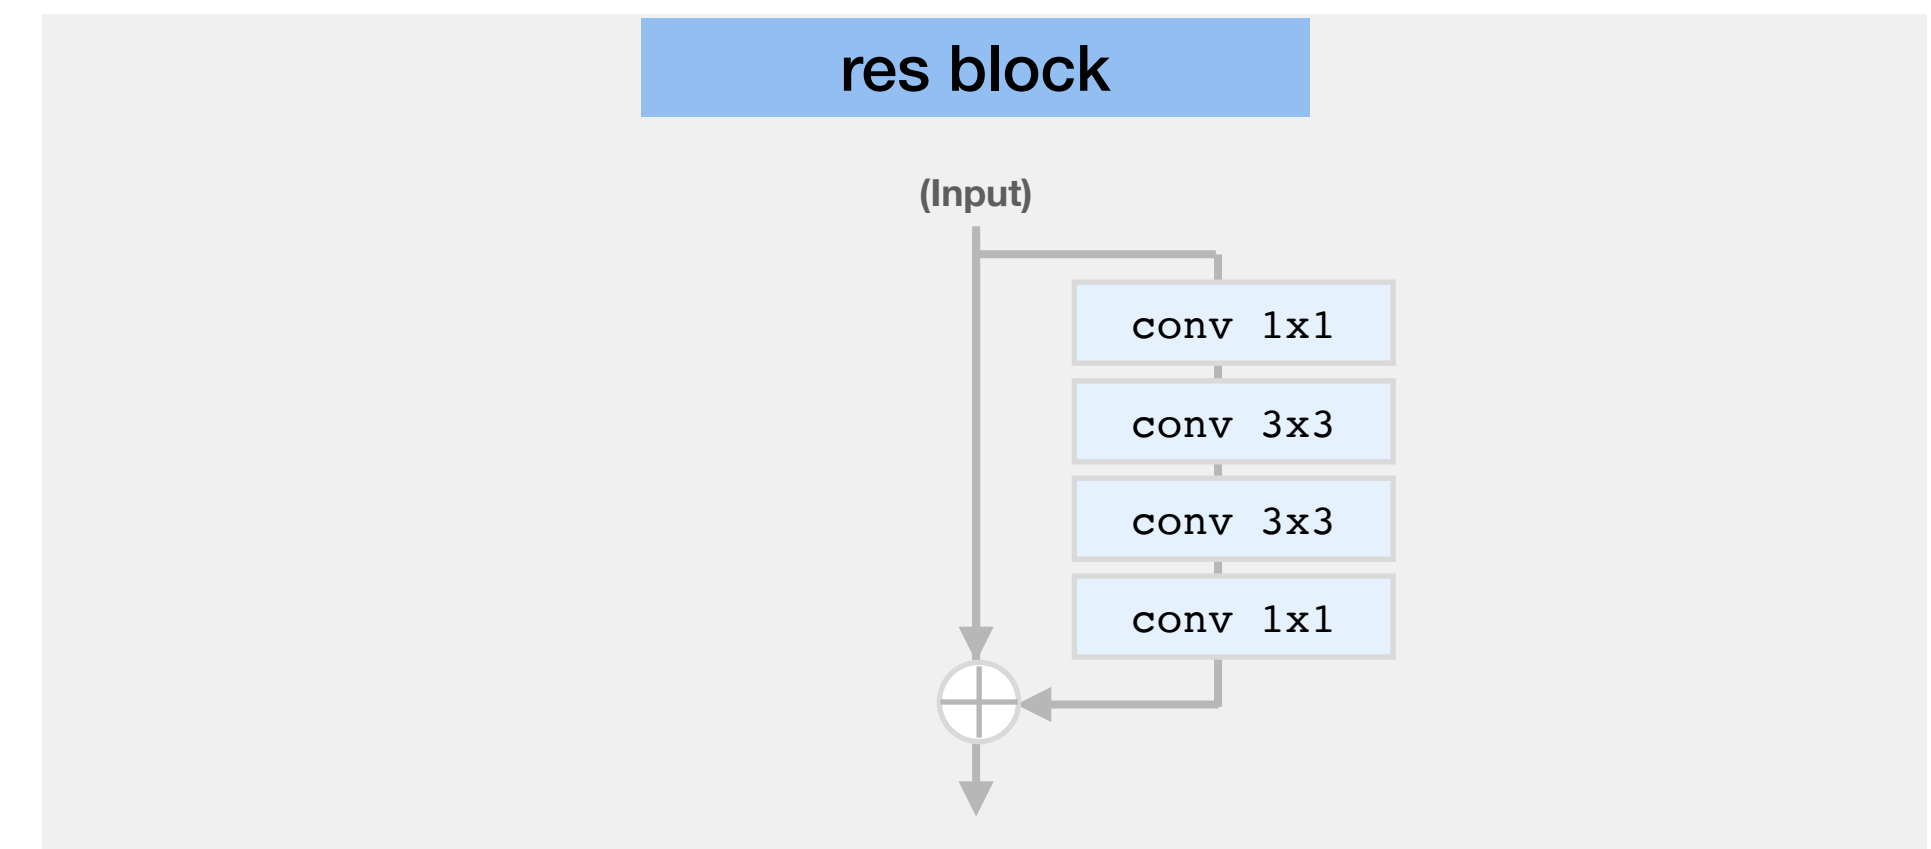 res block
(Input)
conv 1x1
conv 3x3
conv 3x3
conv 1x1